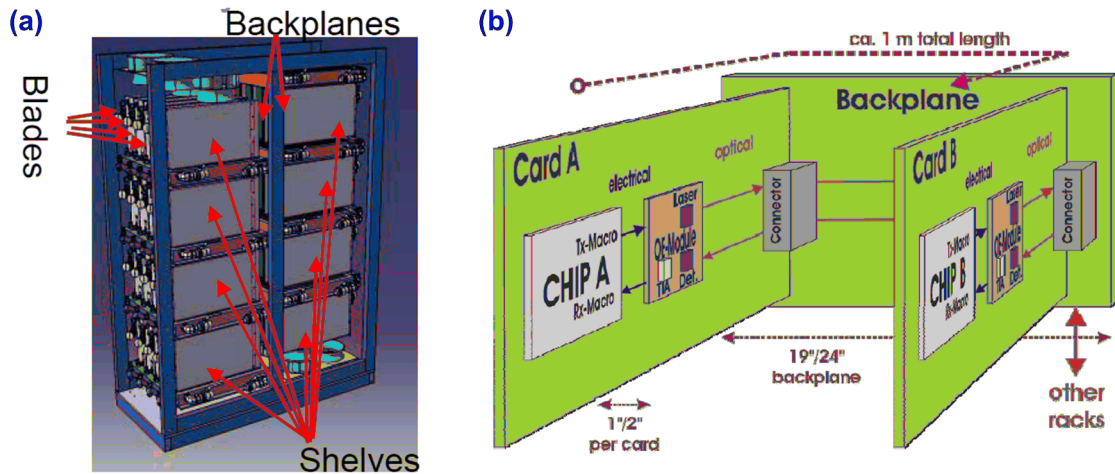 (a)
Backplanes
Blades
Shelves
(b)
ca. 1 m total length
Backplane
Card A
electrical
optical
Laser
Tx-Macro
OE-Module
CHIP A
TIA
Det.
Rx-Macro
Connector
Card B
electrical
optical
Laser
Tx-Macro
OE-Module
CHIP B
TIA
Det.
Rx-Macro
Connector
19"/24"
backplane
1"/2"
per card
other
racks